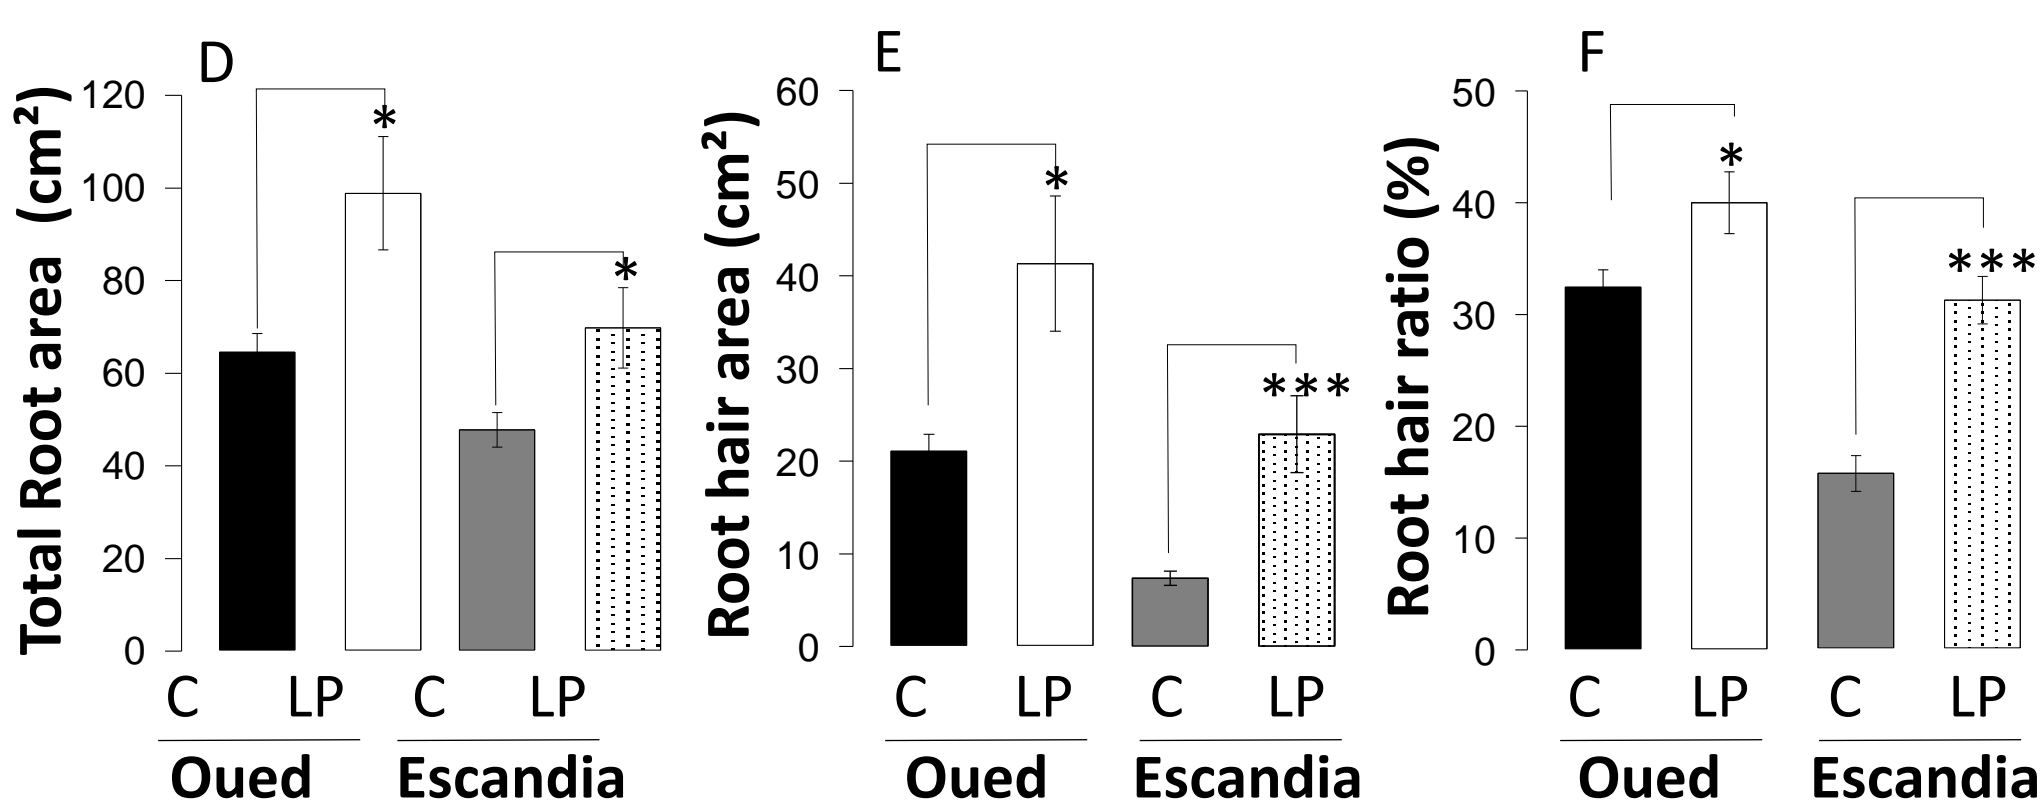 D
Total Root area (cm²)
120
100
80
60
40
20
0
*
*
C LP C LP
Oued Escandia
E
Root hair area (cm²)
60
50
40
30
20
10
0
*
***
C LP C LP
Oued Escandia
F
Root hair ratio (%)
50
40
30
20
10
0
*
***
C LP C LP
Oued Escandia